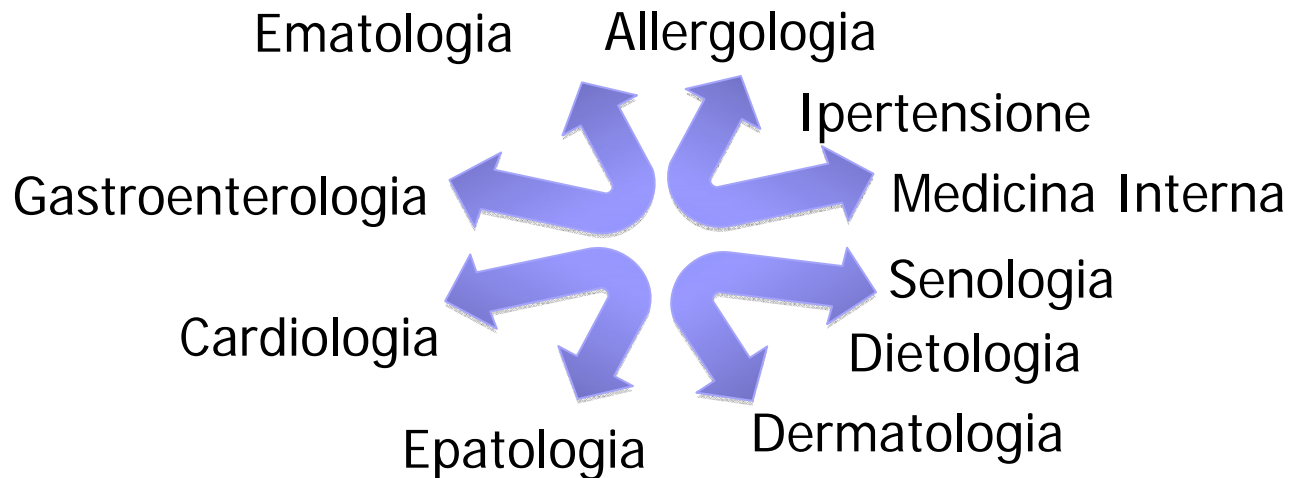 Ematologia
Allergologia
Ipertensione
Gastroenterologia
Medicina Interna
Senologia
Cardiologia
Dietologia
Epatologia
Dermatologia